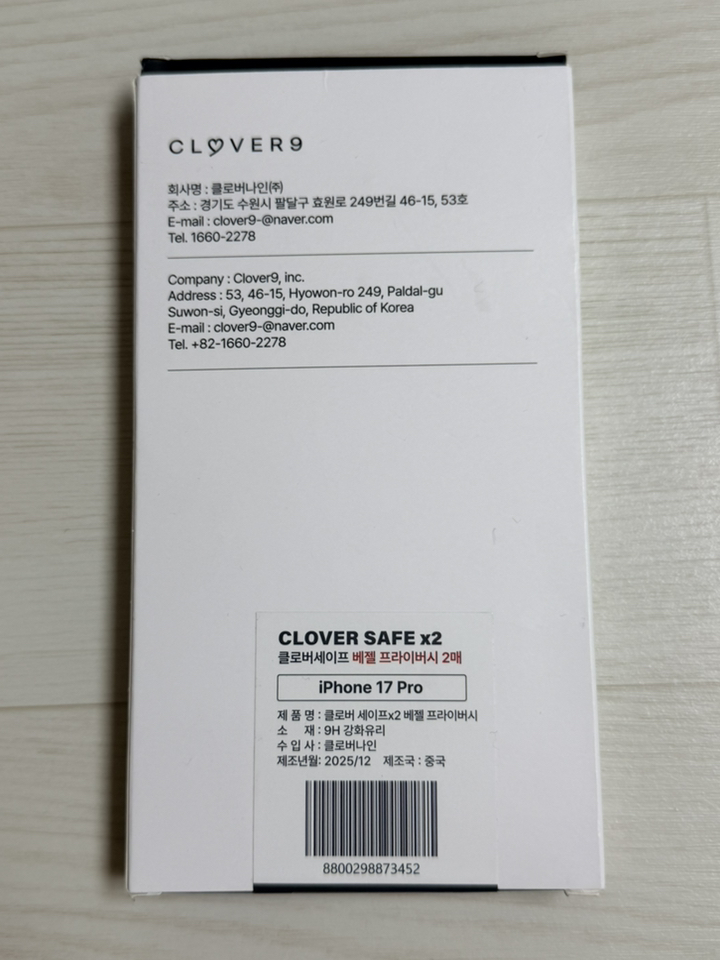 CLOVER9
회사명 : 클로버나인(주)
주소 : 경기도 수원시 팔달구 효원로 249번길 46-15, 53호
E-mail : clover9-@naver.com
Tel. 1660-2278
Company : Clover9, inc.
Address : 53, 46-15, Hyowon-ro 249, Paldal-gu
Suwon-si, Gyeonggi-do, Republic of Korea
E-mail : clover9-@naver.com
Tel. +82-1660-2278
CLOVER SAFE x2
클로버세이프 베젤 프라이버시 2매
iPhone 17 Pro
제 품 명 : 클로버 세이프x2 베젤 프라이버시
소 재 : 9H 강화유리
수 입 사 : 클로버나인
제조년월: 2025/12 제조국 : 중국
8800298873452